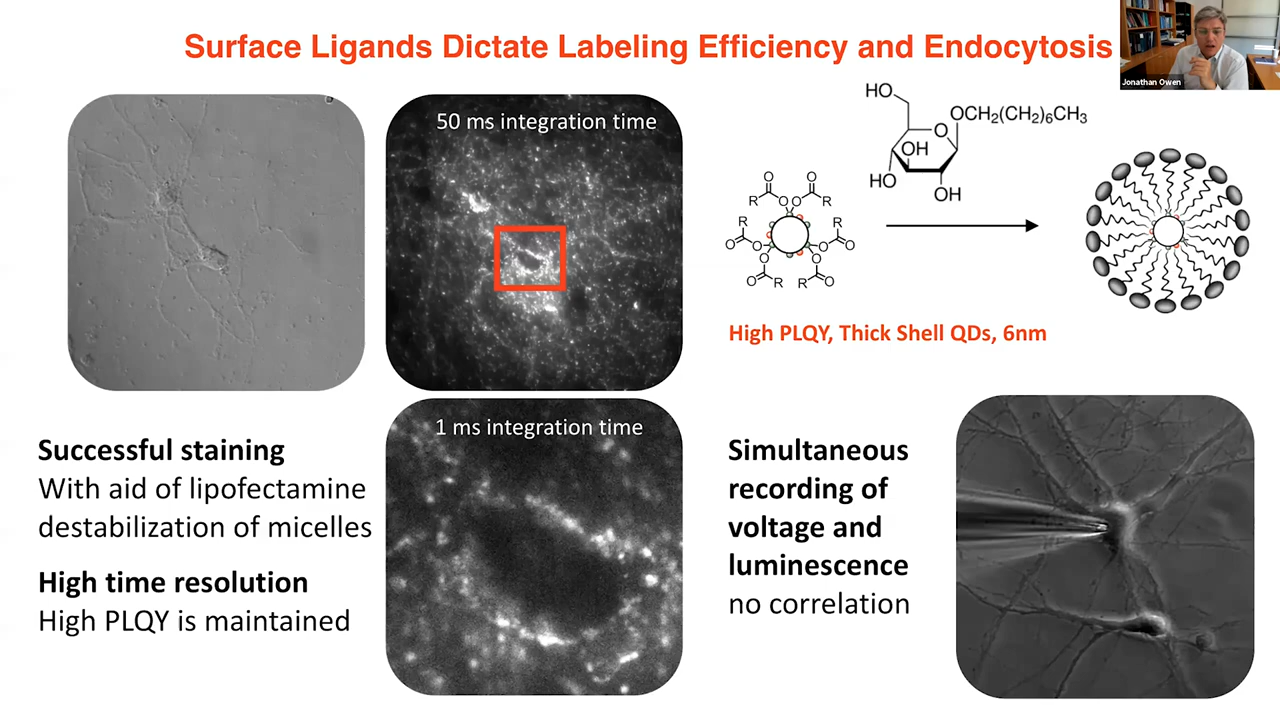 Surface Ligands Dictate Labeling Efficiency and Endocytosis
Jonathan Owen
50 ms integration time
HO
OCH₂(CH₂)₆CH₃
O
OH
HO
OH
O O
R O O R
R R
O O O O
O O
O R R O
High PLQY, Thick Shell QDs, 6nm
Successful staining
With aid of lipofectamine
destabilization of micelles
High time resolution
High PLQY is maintained
1 ms integration time
Simultaneous
recording of
voltage and
luminescence
no correlation